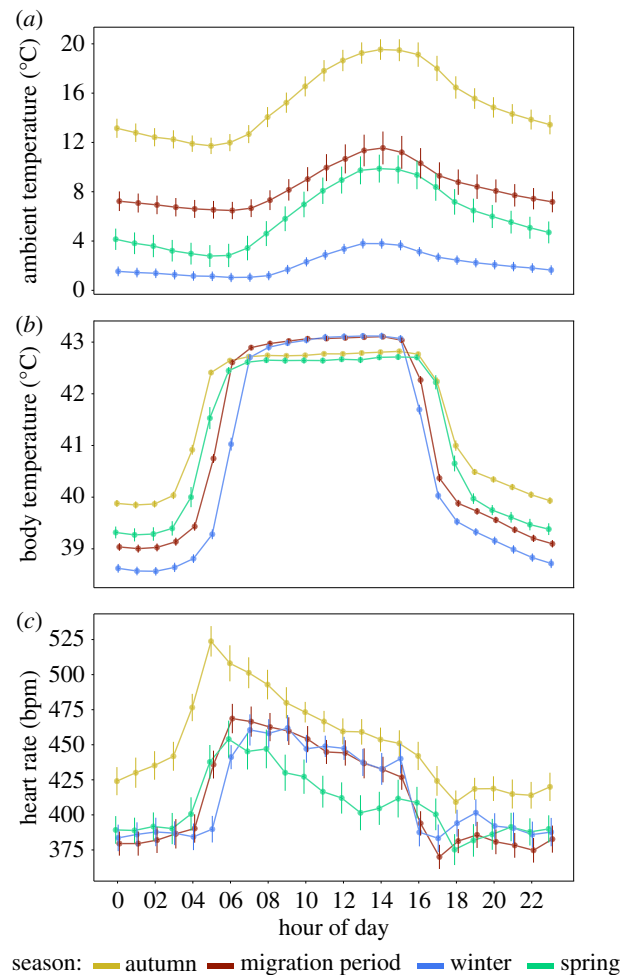 (a)
ambient temperature (°C)
20
16
12
8
4
0
(b)
body temperature (°C)
43
42
40
39
(c)
heart rate (bpm)
525
500
475
450
425
400
375
0 02 04 06 08 10 12 14 16 18 20 22
hour of day
season: autumn migration period winter spring